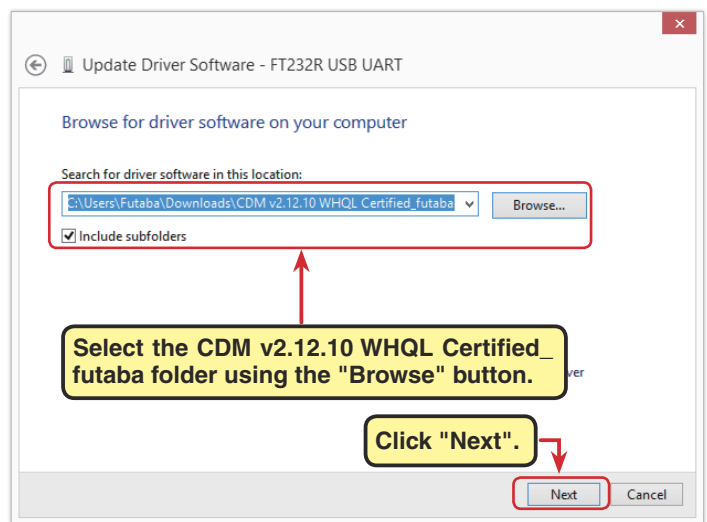 Update Driver Software - FT232R USB UART
Browse for driver software on your computer
Search for driver software in this location:
C:\Users\Futaba\Downloads\CDM v2.12.10 WHQL Certified_futaba
Browse...
Include subfolders
Select the CDM v2.12.10 WHQL Certified_
futaba folder using the "Browse" button.
Click "Next".
Next Cancel